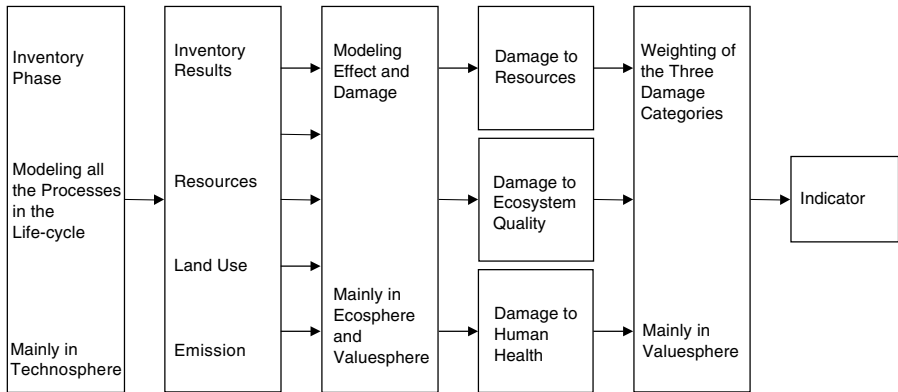 Inventory
Phase
Modeling all
the Processes
in the
Life-cycle
Mainly in
Technosphere
Inventory
Results
Resources
Land Use
Emission
Modeling
Effect and
Damage
Mainly in
Ecosphere
and
Valuesphere
Damage to
Resources
Damage to
Ecosystem
Quality
Damage to
Human
Health
Weighting of
the Three
Damage
Categories
Mainly in
Valuesphere
Indicator